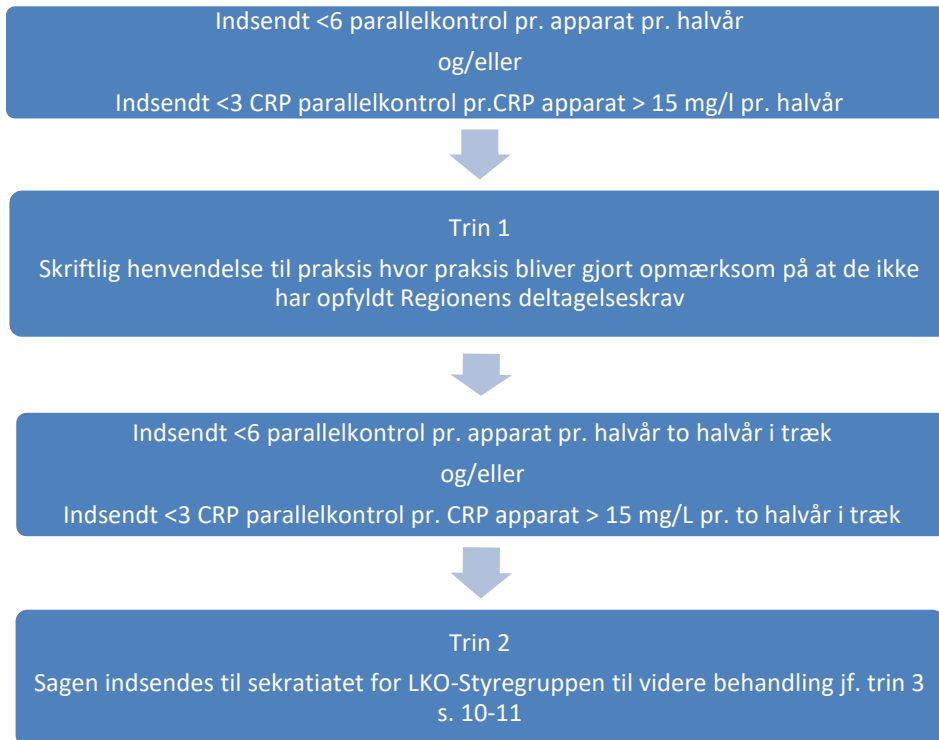 Indsendt <6 parallelkontrol pr. apparat pr. halvår
og/eller
Indsendt <3 CRP parallelkontrol pr.CRP apparat > 15 mg/l pr. halvår
Trin 1
Skriftlig henvendelse til praksis hvor praksis bliver gjort opmærksom på at de ikke
har opfyldt Regionens deltagelseskrav
Indsendt <6 parallelkontrol pr. apparat pr. halvår to halvår i træk
og/eller
Indsendt <3 CRP parallelkontrol pr. CRP apparat > 15 mg/L pr. to halvår i træk
Trin 2
Sagen indsendes til sekratiatet for LKO-Styregruppen til videre behandling jf. trin 3
s. 10-11